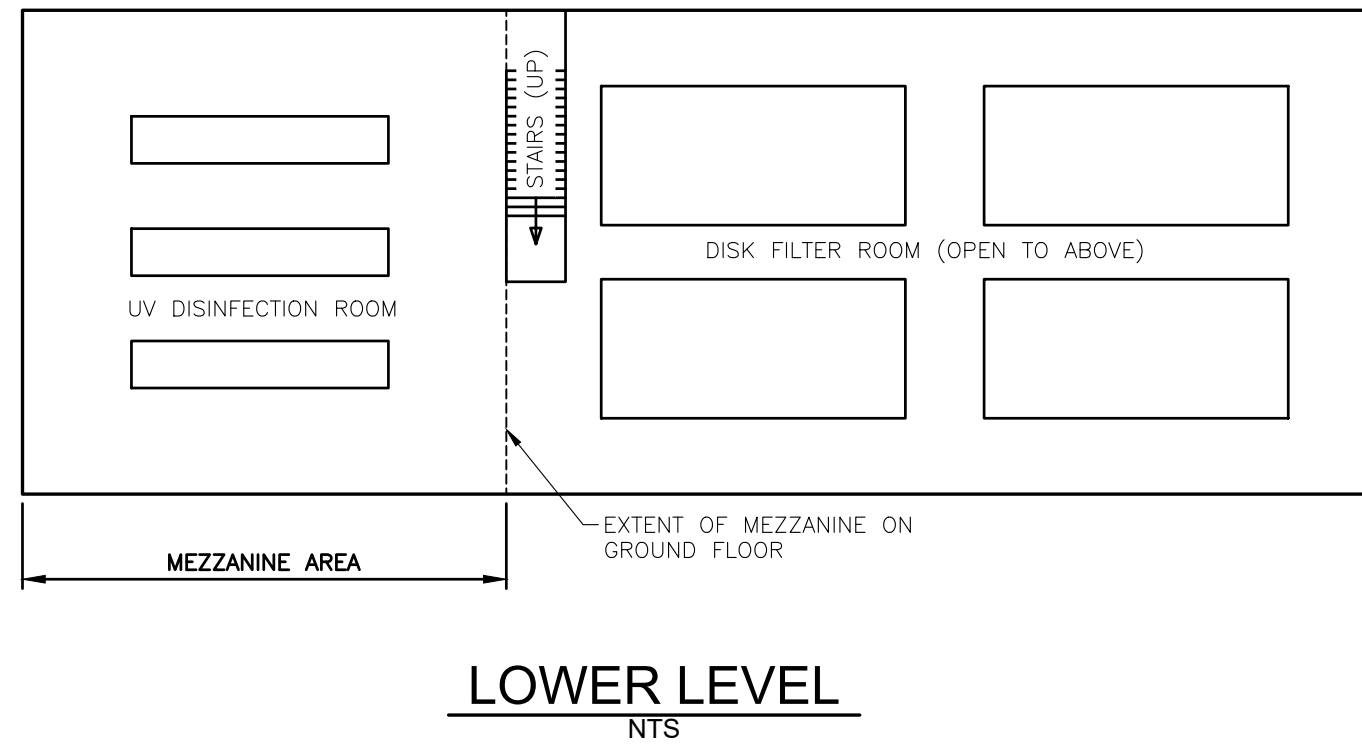 STAIRS (UP)
DISK FILTER ROOM (OPEN TO ABOVE)
UV DISINFECTION ROOM
EXTENT OF MEZZANINE ON
GROUND FLOOR
MEZZANINE AREA
LOWER LEVEL
NTS